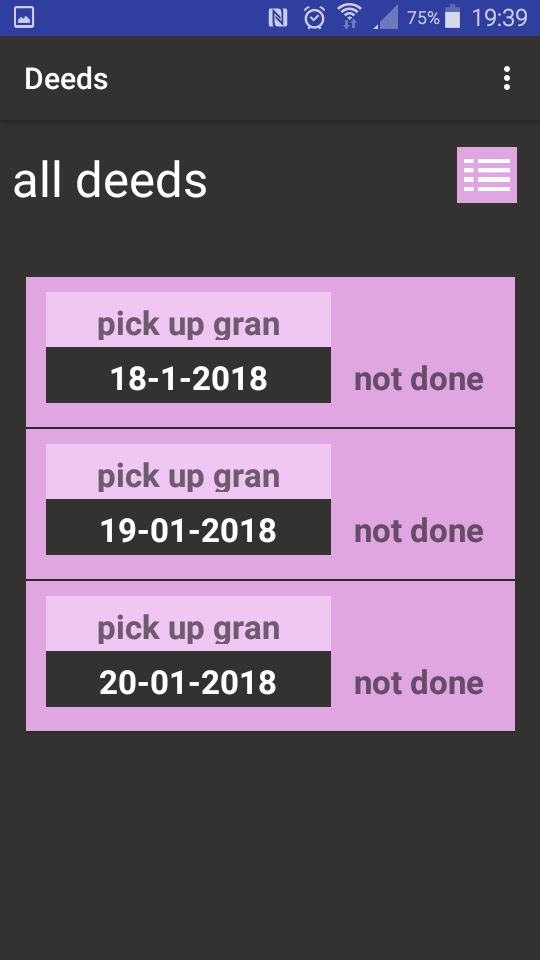 75% 19:39
Deeds
all deeds
pick up gran
18-1-2018 not done
pick up gran
19-01-2018 not done
pick up gran
20-01-2018 not done